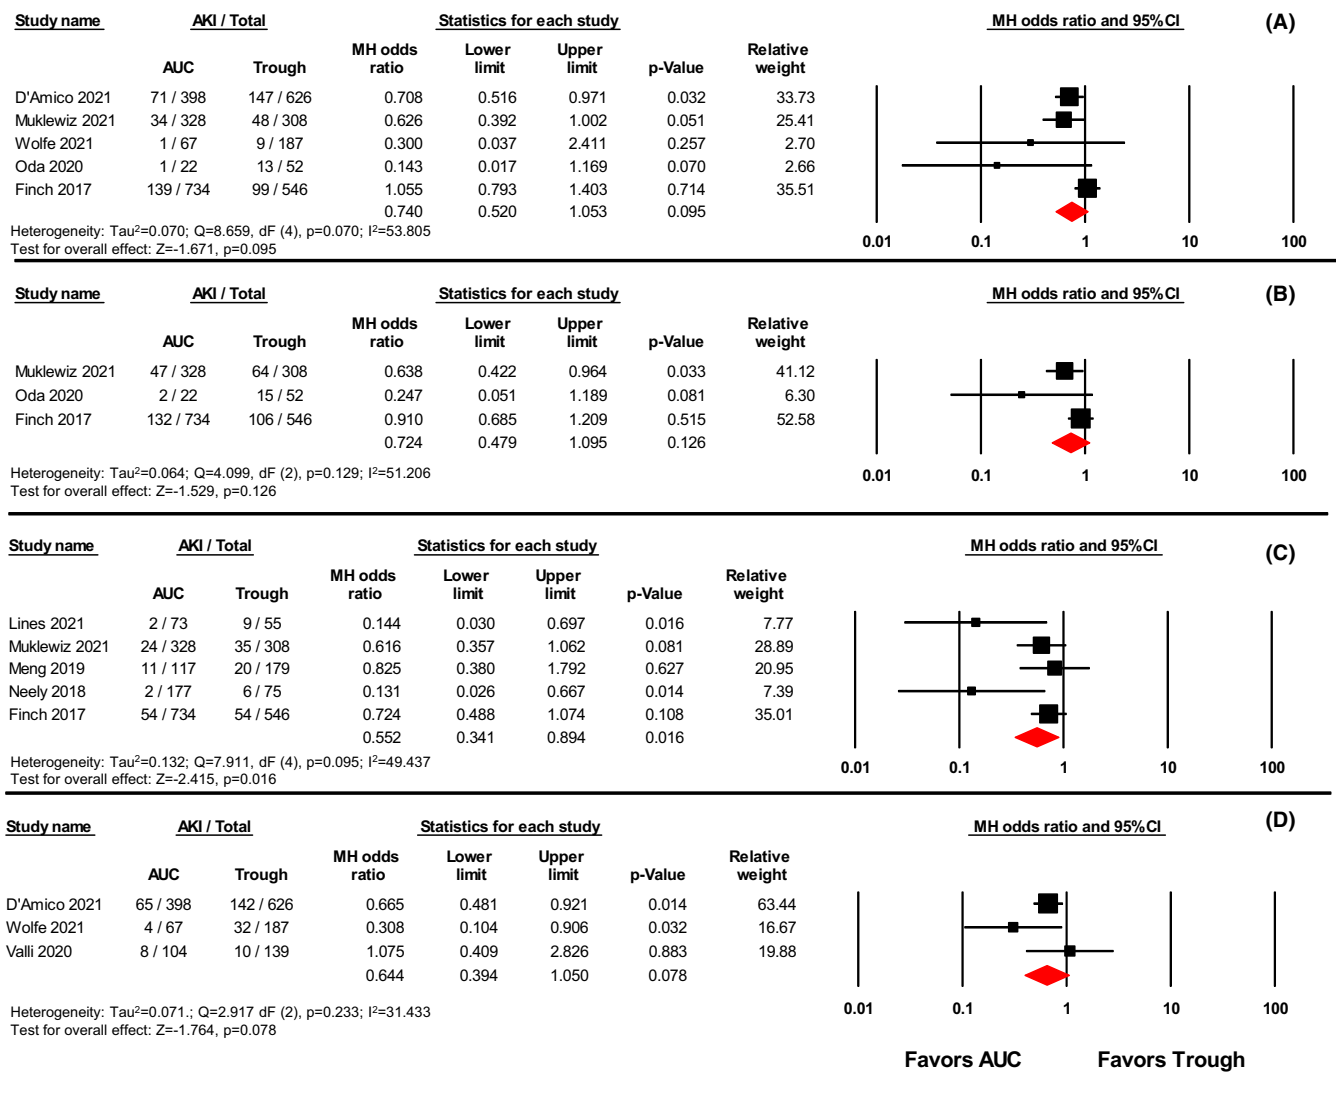 Study name AKI / Total Statistics for each study MH odds ratio and 95%CI (A)
MH odds Lower Upper Relative
AUC Trough ratio limit limit p-Value weight
D'Amico 2021 71 / 398 147 / 626 0.708 0.516 0.971 0.032 33.73
Muklewiz 2021 34 / 328 48 / 308 0.626 0.392 1.002 0.051 25.41
Wolfe 2021 1 / 67 9 / 187 0.300 0.037 2.411 0.257 2.70
Oda 2020 1 / 22 13 / 52 0.143 0.017 1.169 0.070 2.66
Finch 2017 139 / 734 99 / 546 1.055 0.793 1.403 0.714 35.51
0.740 0.520 1.053 0.095
Heterogeneity: Tau²=0.070; Q=8.659, dF (4), p=0.070; I²=53.805
Test for overall effect: Z=-1.671, p=0.095
0.01 0.1 1 10 100
Study name AKI / Total Statistics for each study MH odds ratio and 95%CI (B)
MH odds Lower Upper Relative
AUC Trough ratio limit limit p-Value weight
Muklewiz 2021 47 / 328 64 / 308 0.638 0.422 0.964 0.033 41.12
Oda 2020 2 / 22 15 / 52 0.247 0.051 1.189 0.081 6.30
Finch 2017 132 / 734 106 / 546 0.910 0.685 1.209 0.515 52.58
0.724 0.479 1.095 0.126
Heterogeneity: Tau²=0.064; Q=4.099, dF (2), p=0.129; I²=51.206
Test for overall effect: Z=-1.529, p=0.126
0.01 0.1 1 10 100
Study name AKI / Total Statistics for each study MH odds ratio and 95%CI (C)
MH odds Lower Upper Relative
AUC Trough ratio limit limit p-Value weight
Lines 2021 2 / 73 9 / 55 0.144 0.030 0.697 0.016 7.77
Muklewiz 2021 24 / 328 35 / 308 0.616 0.357 1.062 0.081 28.89
Meng 2019 11 / 117 20 / 179 0.825 0.380 1.792 0.627 20.95
Neely 2018 2 / 177 6 / 75 0.131 0.026 0.667 0.014 7.39
Finch 2017 54 / 734 54 / 546 0.724 0.488 1.074 0.108 35.01
0.552 0.341 0.894 0.016
Heterogeneity: Tau²=0.132; Q=7.911, dF (4), p=0.095; I²=49.437
Test for overall effect: Z=-2.415, p=0.016
0.01 0.1 1 10 100
Study name AKI / Total Statistics for each study MH odds ratio and 95%CI (D)
MH odds Lower Upper Relative
AUC Trough ratio limit limit p-Value weight
D'Amico 2021 65 / 398 142 / 626 0.665 0.481 0.921 0.014 63.44
Wolfe 2021 4 / 67 32 / 187 0.308 0.104 0.906 0.032 16.67
Valli 2020 8 / 104 10 / 139 1.075 0.409 2.826 0.883 19.88
0.644 0.394 1.050 0.078
Heterogeneity: Tau²=0.071.; Q=2.917 dF (2), p=0.233; I²=31.433
Test for overall effect: Z=-1.764, p=0.078
0.01 0.1 1 10 100
Favors AUC Favors Trough